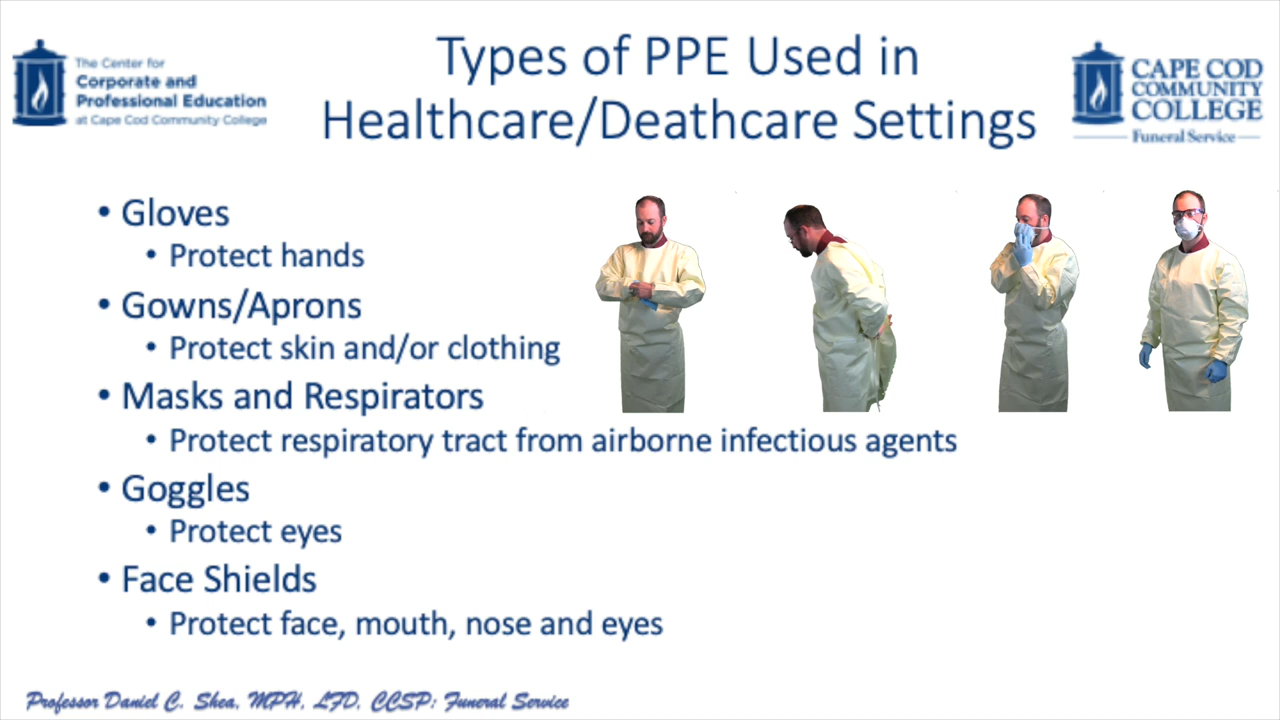 The Center for
Corporate and
Professional Education
at Cape Cod Community College
Types of PPE Used in
Healthcare/Deathcare Settings
CAPE COD
COMMUNITY
COLLEGE
Funeral Service
• Gloves
• Protect hands
• Gowns/Aprons
• Protect skin and/or clothing
• Masks and Respirators
• Protect respiratory tract from airborne infectious agents
• Goggles
• Protect eyes
• Face Shields
• Protect face, mouth, nose and eyes
Professor Daniel C. Shea, MPH, LFD, CCSP: Funeral Service